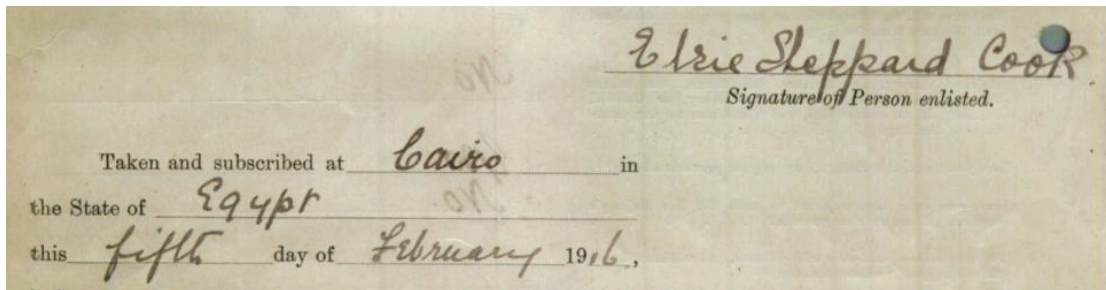 Elsie Sheppard Cook
Signature of Person enlisted.
Taken and subscribed at Cairo in
the State of Egypt
this fifth day of February 1916,